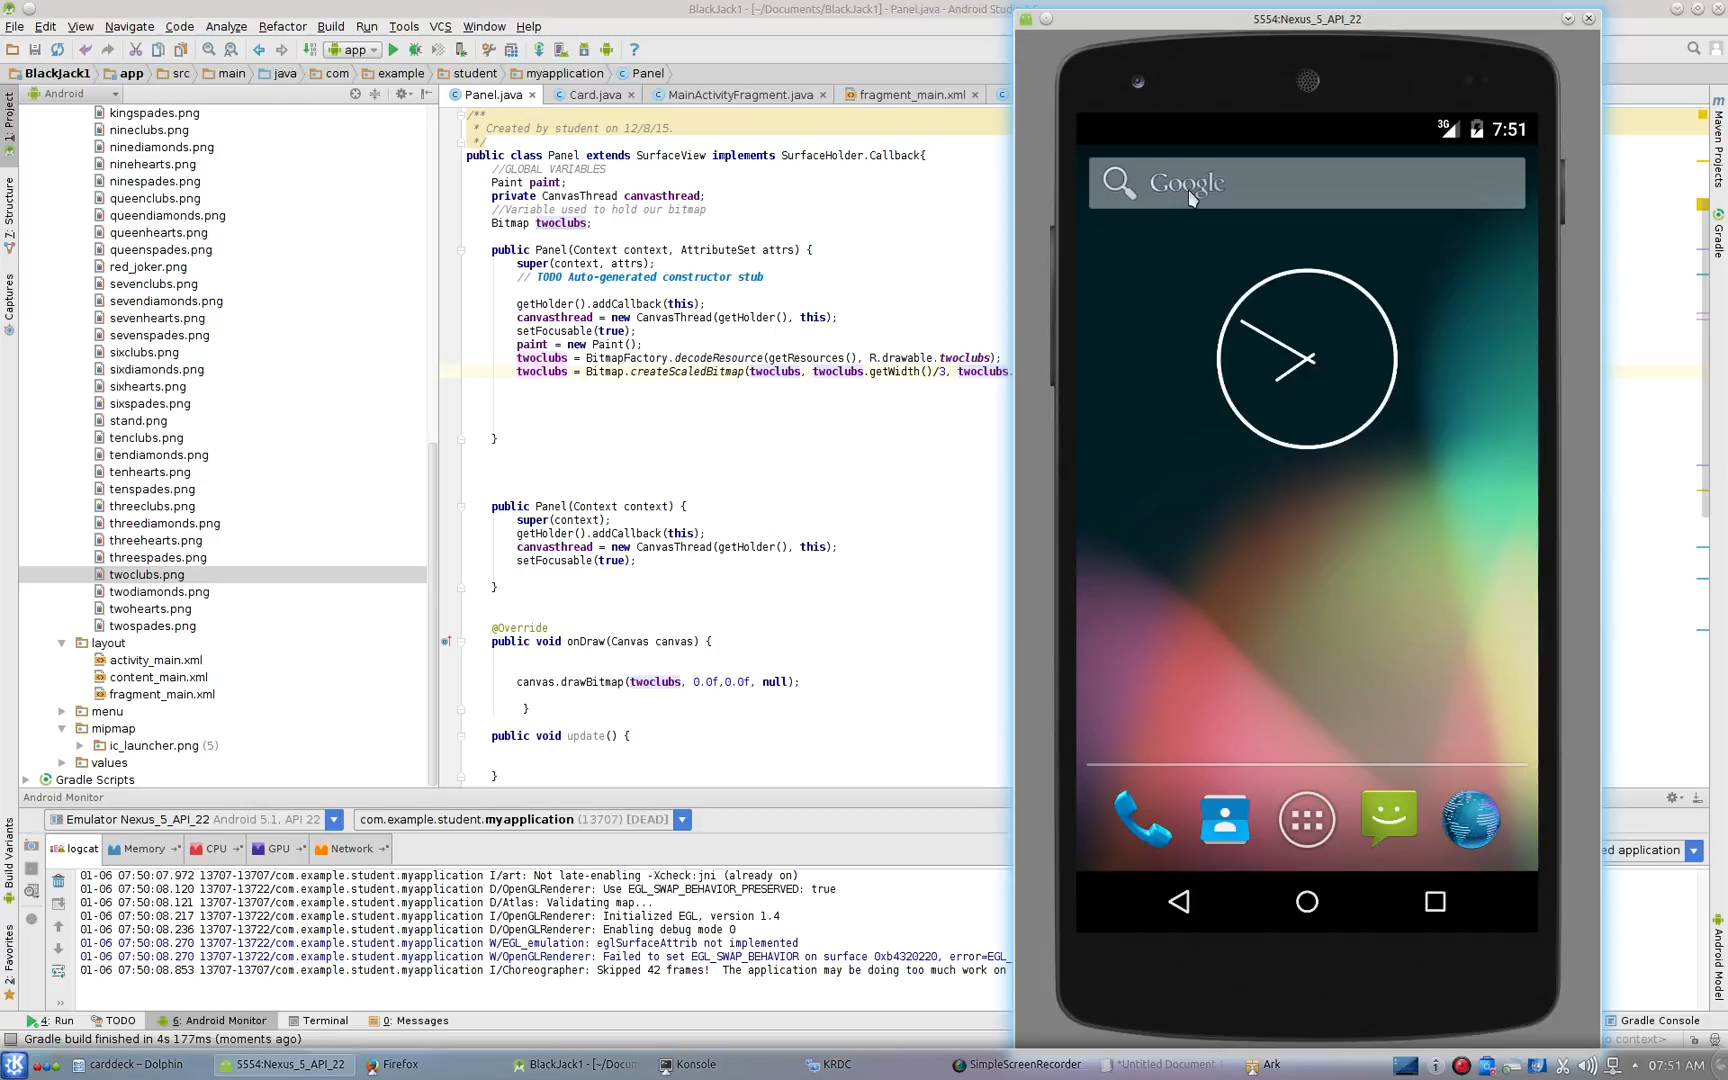 BlackJack1 - [~/Documents/BlackJack1] - Panel.java - Android
File Edit View Navigate Code Analyze Refactor Build Run Tools VCS Window Help
app
BlackJack1 app src main java com example student myapplication Panel
Android
Panel.java Card.java MainActivityFragment.java fragment_main.xml
1: Project
7: Structure
Captures
Build Variants
2: Favorites
kingspades.png
nineclubs.png
ninediamonds.png
ninehearts.png
ninespades.png
queenclubs.png
queendiamonds.png
queenhearts.png
queenspades.png
red_joker.png
sevenclubs.png
sevendiamonds.png
sevenhearts.png
sevenspades.png
sixclubs.png
sixdiamonds.png
sixhearts.png
sixspades.png
stand.png
tenclubs.png
tendiamonds.png
tenhearts.png
tenspades.png
threeclubs.png
threediamonds.png
threehearts.png
threespades.png
twoclubs.png
twodiamonds.png
twohearts.png
twospades.png
layout
activity_main.xml
content_main.xml
fragment_main.xml
menu
mipmap
ic_launcher.png (5)
values
Gradle Scripts
/**
* Created by student on 12/8/15.
*/
public class Panel extends SurfaceView implements SurfaceHolder.Callback{
//GLOBAL VARIABLES
Paint paint;
private CanvasThread canvasthread;
//Variable used to hold our bitmap
Bitmap twoclubs;
public Panel(Context context, AttributeSet attrs) {
super(context, attrs);
// TODO Auto-generated constructor stub
getHolder().addCallback(this);
canvasthread = new CanvasThread(getHolder(), this);
setFocusable(true);
paint = new Paint();
twoclubs = BitmapFactory.decodeResource(getResources(), R.drawable.twoclubs);
twoclubs = Bitmap.createScaledBitmap(twoclubs, twoclubs.getWidth()/3, twoclubs.
}
public Panel(Context context) {
super(context);
getHolder().addCallback(this);
canvasthread = new CanvasThread(getHolder(), this);
setFocusable(true);
}
@Override
public void onDraw(Canvas canvas) {
canvas.drawBitmap(twoclubs, 0.0f,0.0f, null);
}
public void update() {
}
5554:Nexus_5_API_22
3G 7:51
Google
Maven Projects
Gradle
Android Model
Android Monitor
Emulator Nexus_5_API_22 Android 5.1, API 22 com.example.student.myapplication (13707) [DEAD]
logcat Memory CPU GPU Network
ed application
01-06 07:50:07.972 13707-13707/com.example.student.myapplication I/art: Not late-enabling -Xcheck:jni (already on)
01-06 07:50:08.120 13707-13722/com.example.student.myapplication D/OpenGLRenderer: Use EGL_SWAP_BEHAVIOR_PRESERVED: true
01-06 07:50:08.121 13707-13707/com.example.student.myapplication D/Atlas: Validating map...
01-06 07:50:08.217 13707-13722/com.example.student.myapplication I/OpenGLRenderer: Initialized EGL, version 1.4
01-06 07:50:08.236 13707-13722/com.example.student.myapplication D/OpenGLRenderer: Enabling debug mode 0
01-06 07:50:08.270 13707-13722/com.example.student.myapplication W/EGL_emulation: eglSurfaceAttrib not implemented
01-06 07:50:08.270 13707-13722/com.example.student.myapplication W/OpenGLRenderer: Failed to set EGL_SWAP_BEHAVIOR on surface 0xb4320220, error=EGL_
01-06 07:50:08.853 13707-13707/com.example.student.myapplication I/Choreographer: Skipped 42 frames! The application may be doing too much work on
4: Run TODO 6: Android Monitor Terminal 0: Messages Gradle Console
Gradle build finished in 4s 177ms (moments ago)
o context>
carddeck – Dolphin 5554:Nexus_5_API_22 Firefox BlackJack1 - [~/Docum Konsole KRDC SimpleScreenRecorder *Untitled Document Ark 07:51 AM